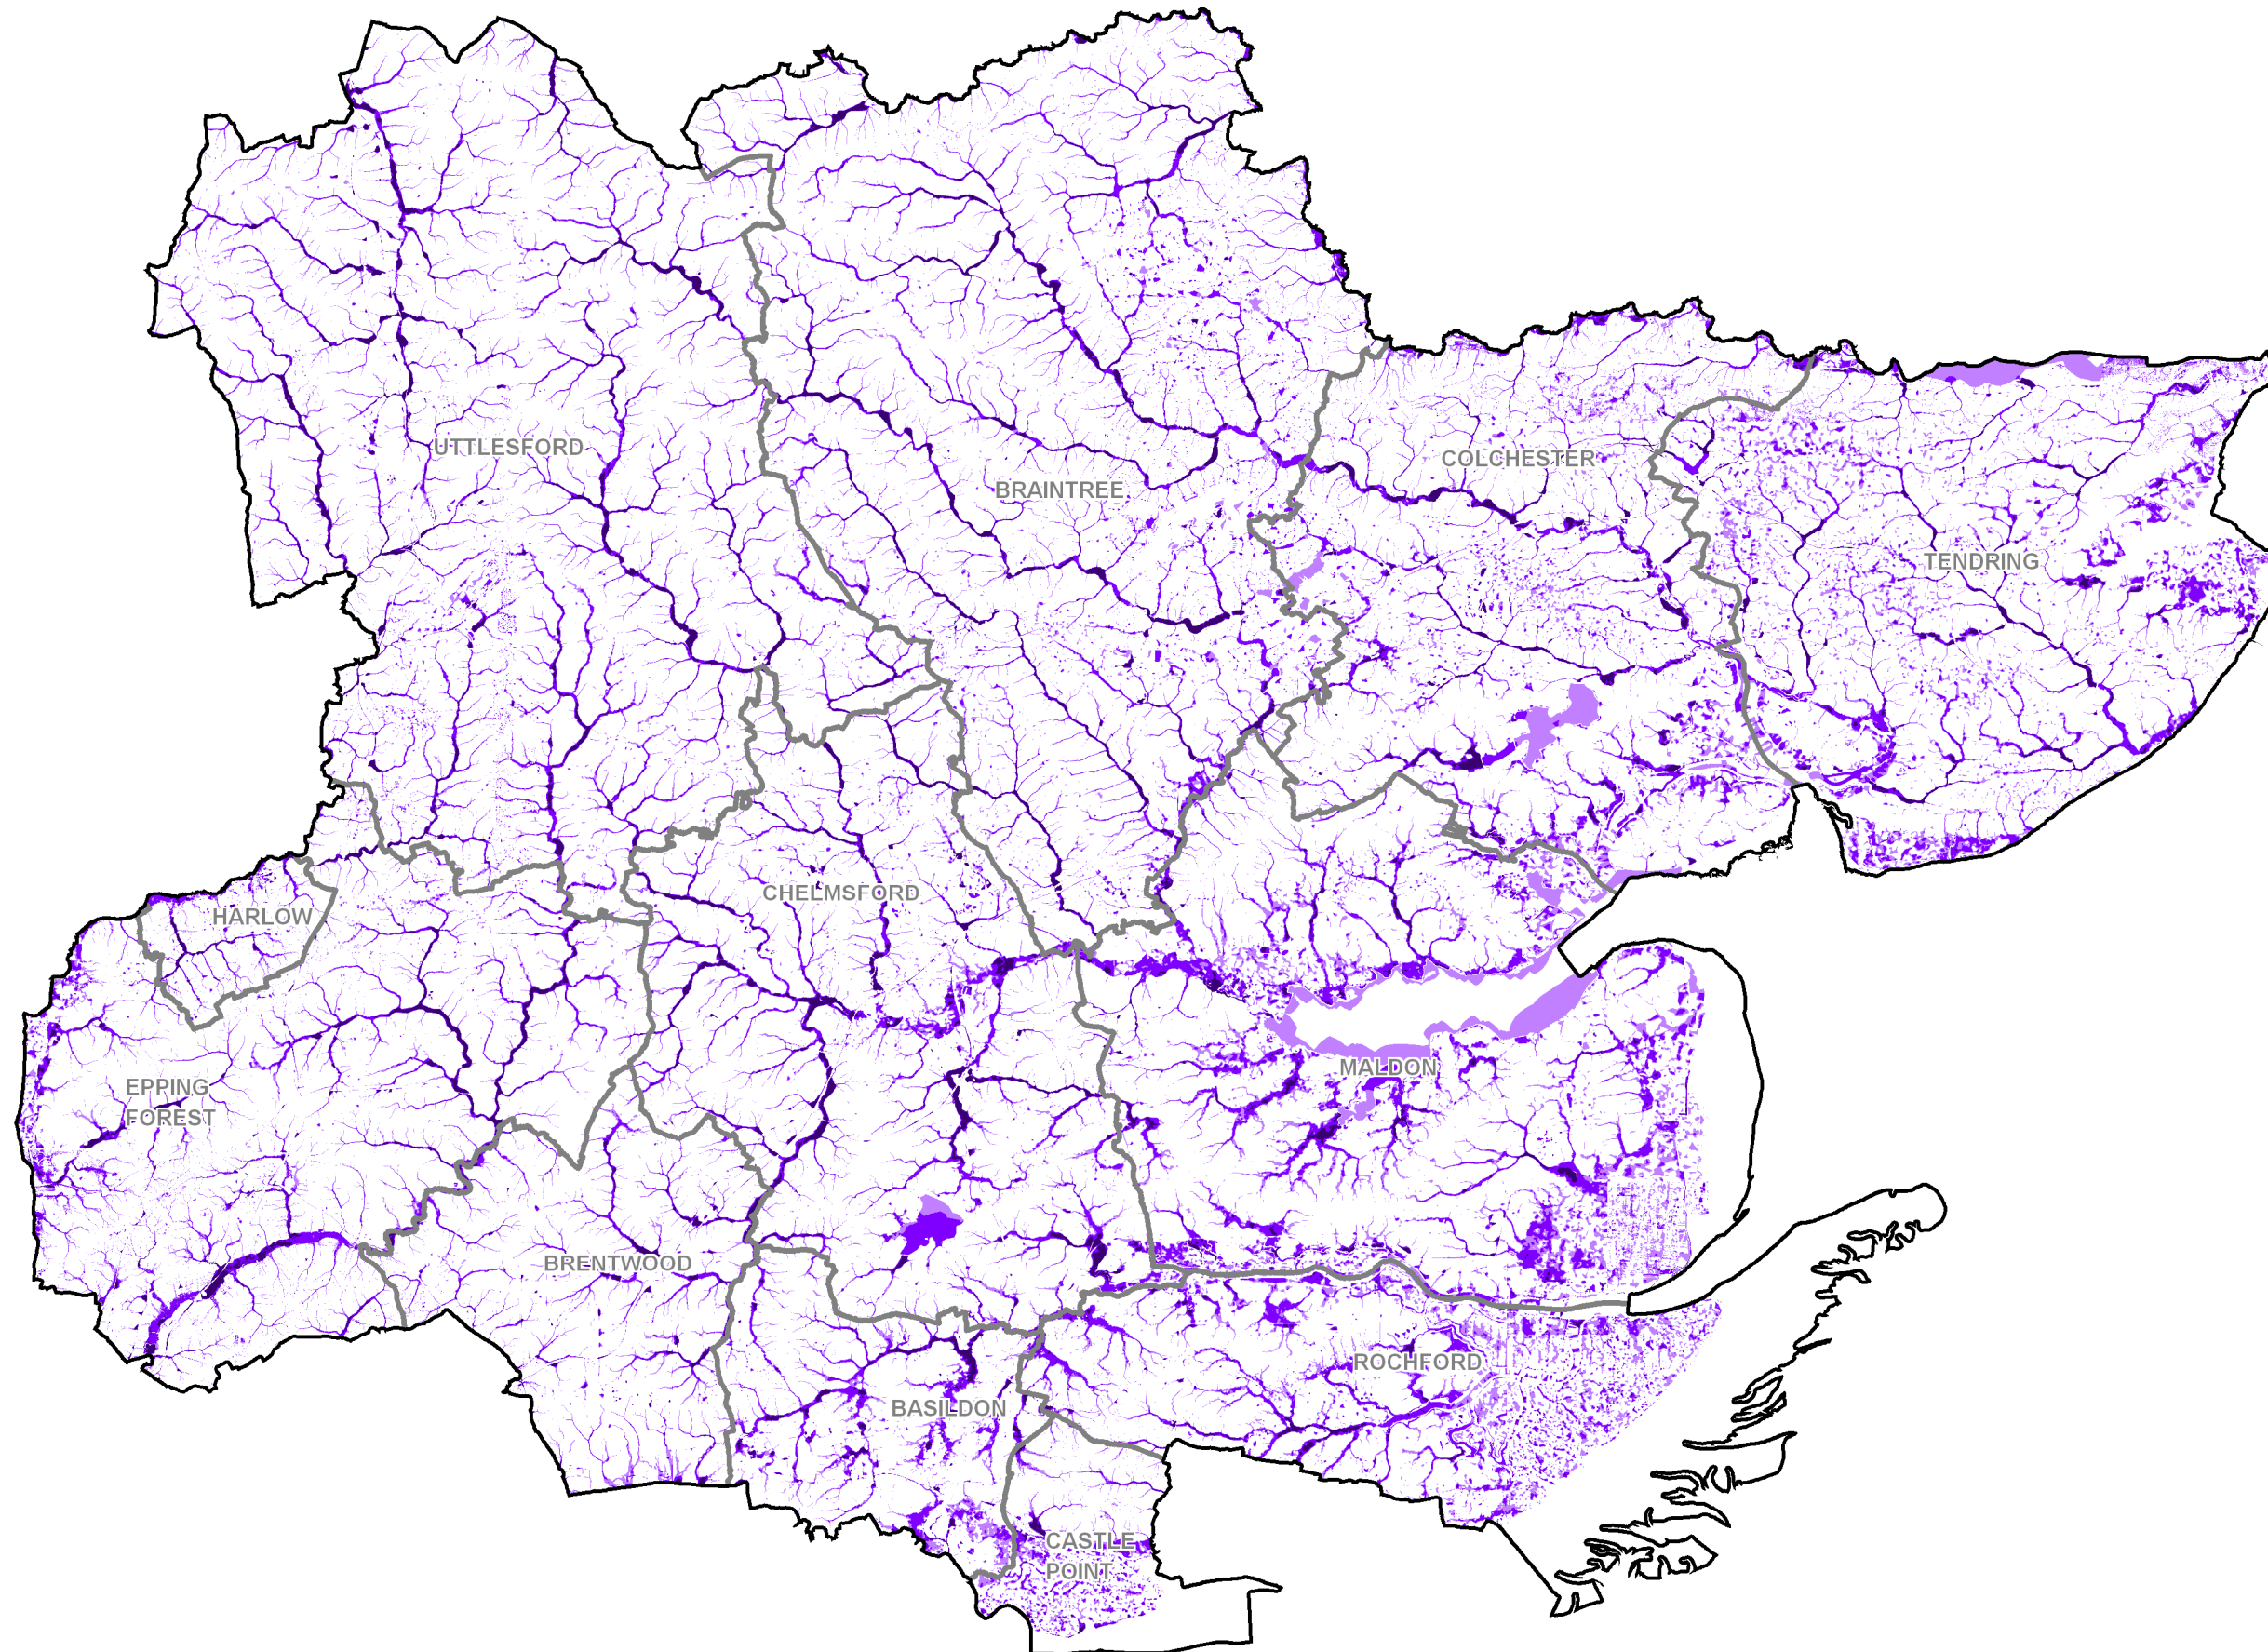 UTTLESFORD
COLCHESTER
BRAINTREE
TENDRING
CHELMSFORD
HARLOW
MALDON
EPPING
FOREST
BRENTWOOD
ROCHFORD
BASILDON
CASTLE
POINT